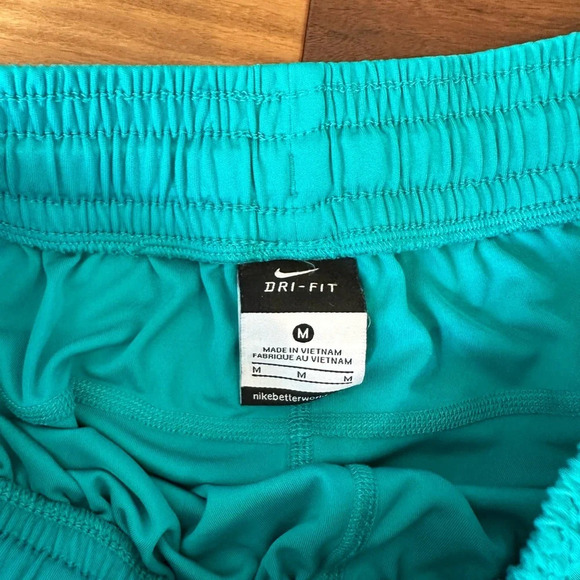 DRI-FIT
M
MADE IN VIETNAM
FABRIQUE AU VIETNAM
M M M